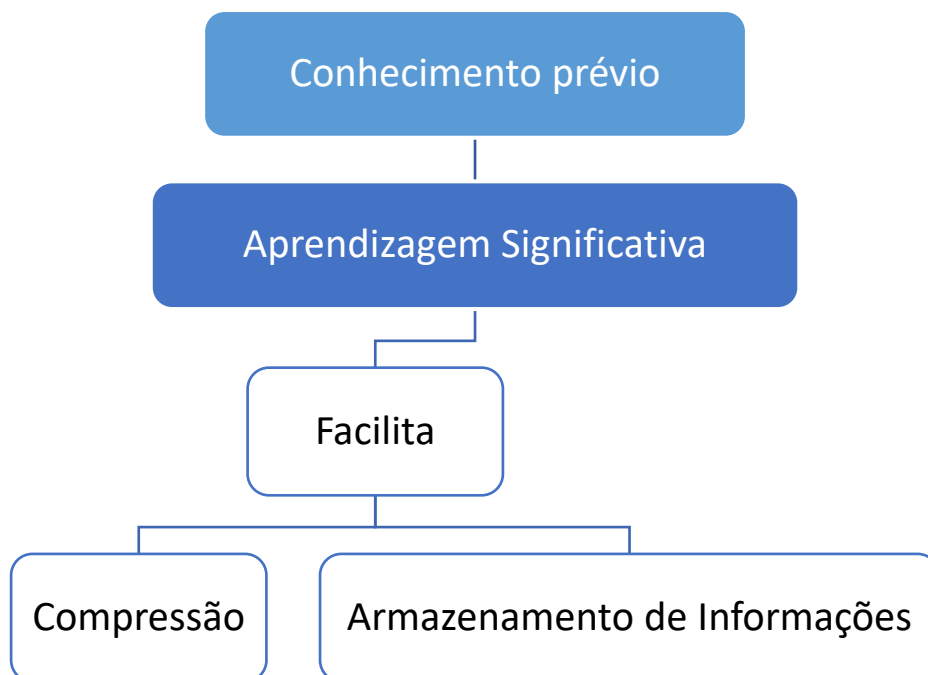 Conhecimento prévio
Aprendizagem Significativa
Facilita
Compressão
Armazenamento de Informações